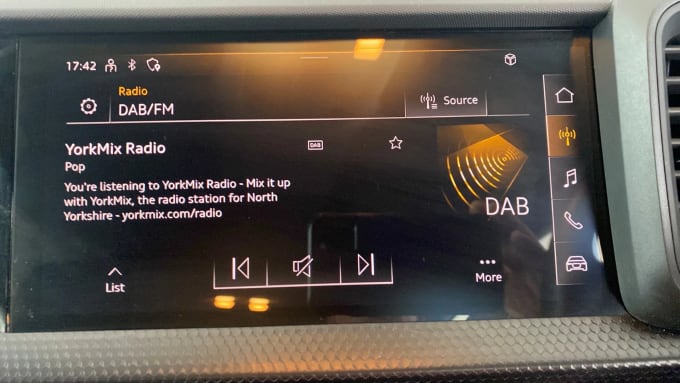 17:42
Radio
DAB/FM
Source
YorkMix Radio
DAB
Pop
You're listening to YorkMix Radio - Mix it up
with YorkMix, the radio station for North
Yorkshire - yorkmix.com/radio
DAB
List
More